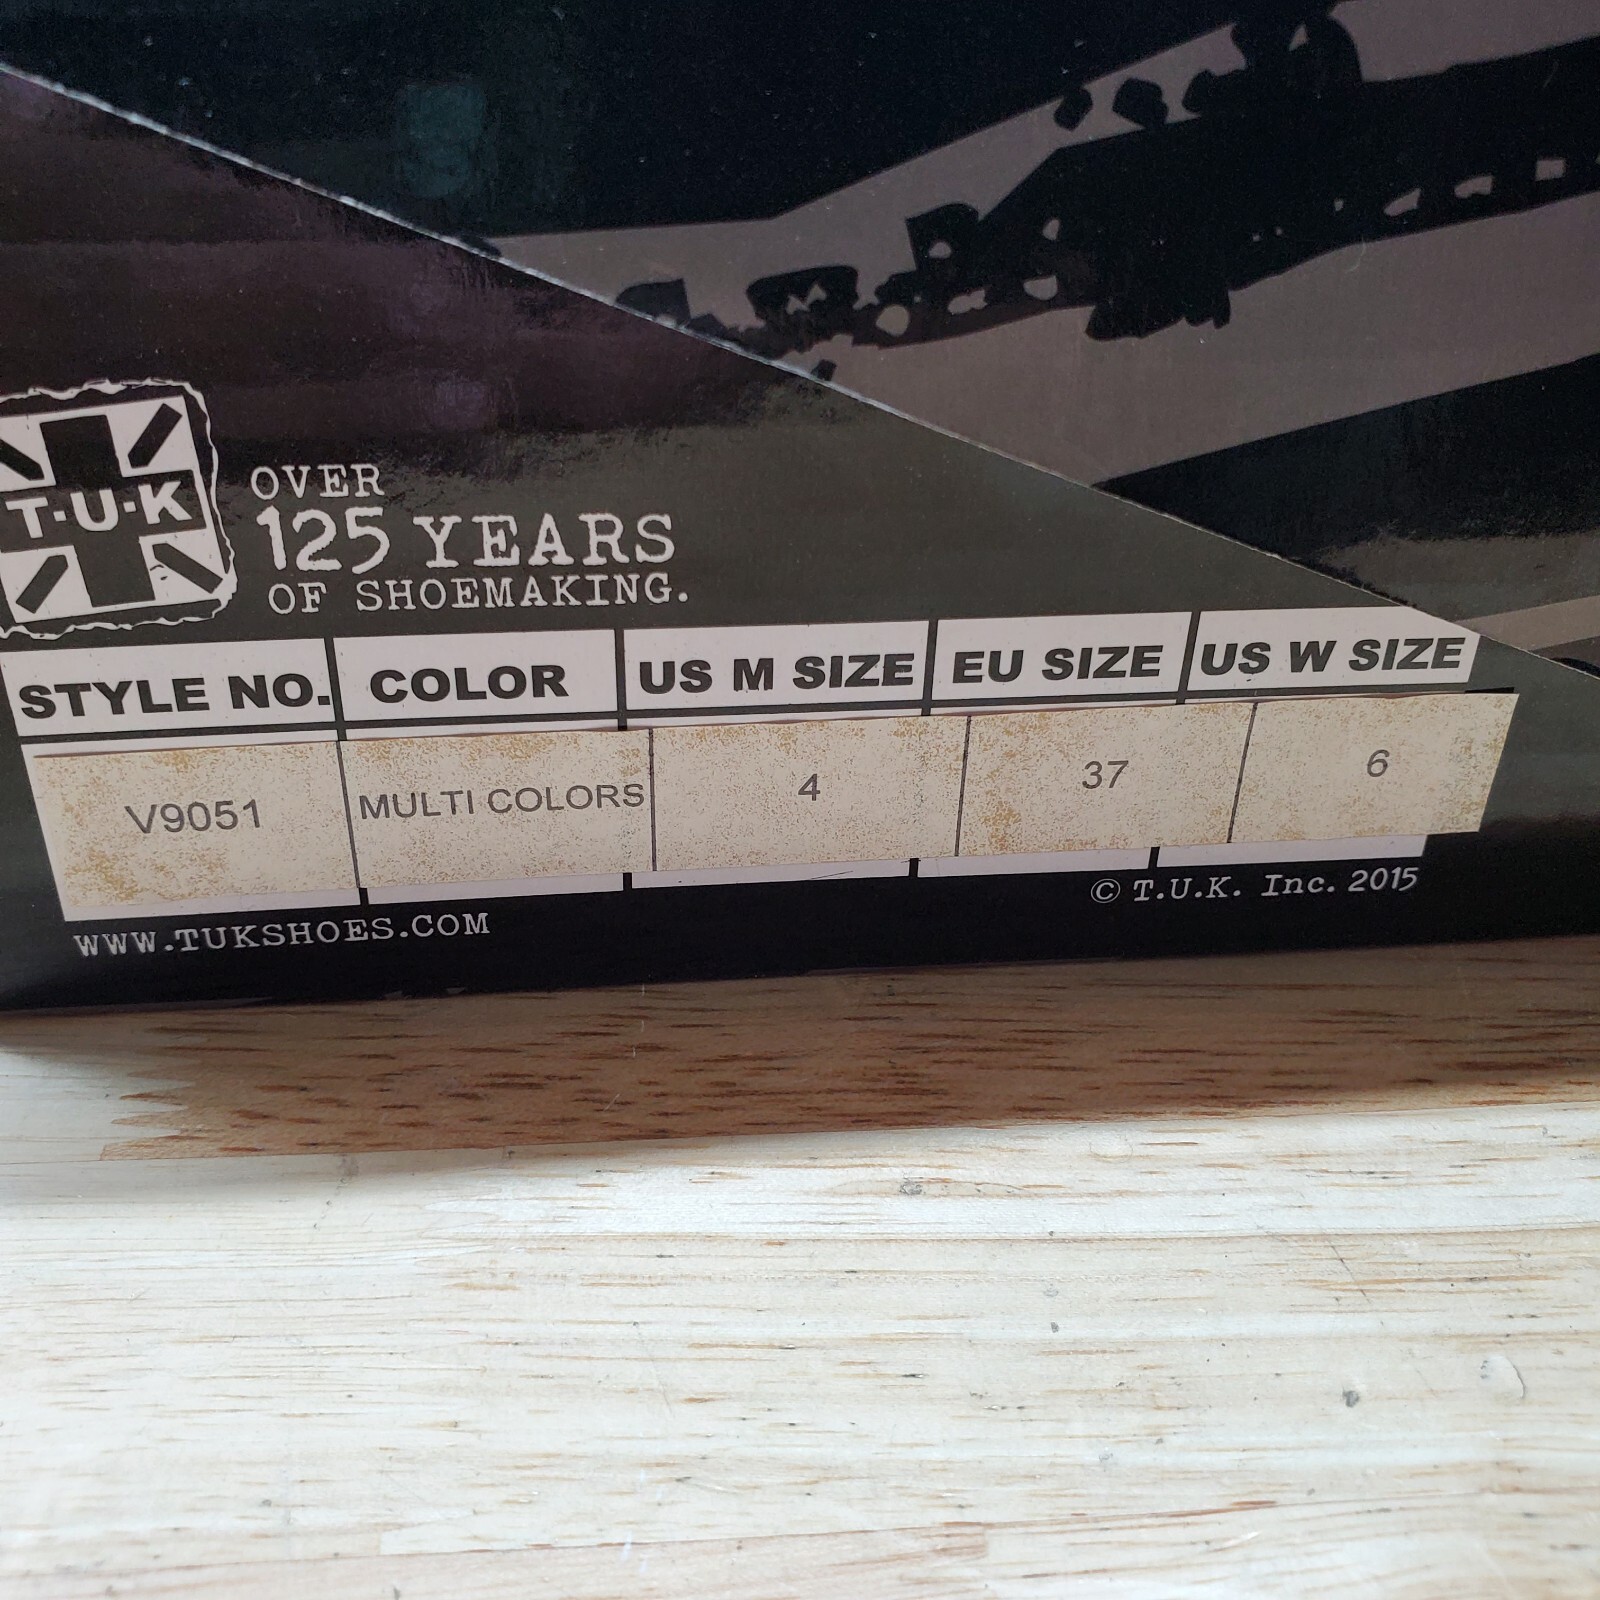 T·U·K
OVER
125 YEARS
OF SHOEMAKING.
STYLE NO. COLOR US M SIZE EU SIZE US W SIZE
V9051 MULTI COLORS 4 37 6
WWW.TUKSHOES.COM
© T.U.K. Inc. 2015